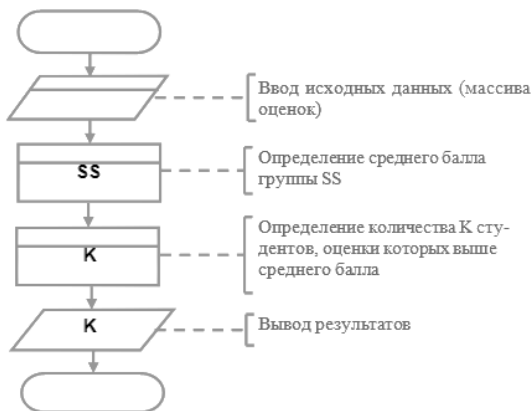 Ввод исходных данных (массива
оценок)
SS
Определение среднего балла
группы SS
K
Определение количества K сту-
дентов, оценки которых выше
среднего балла
K
Вывод результатов